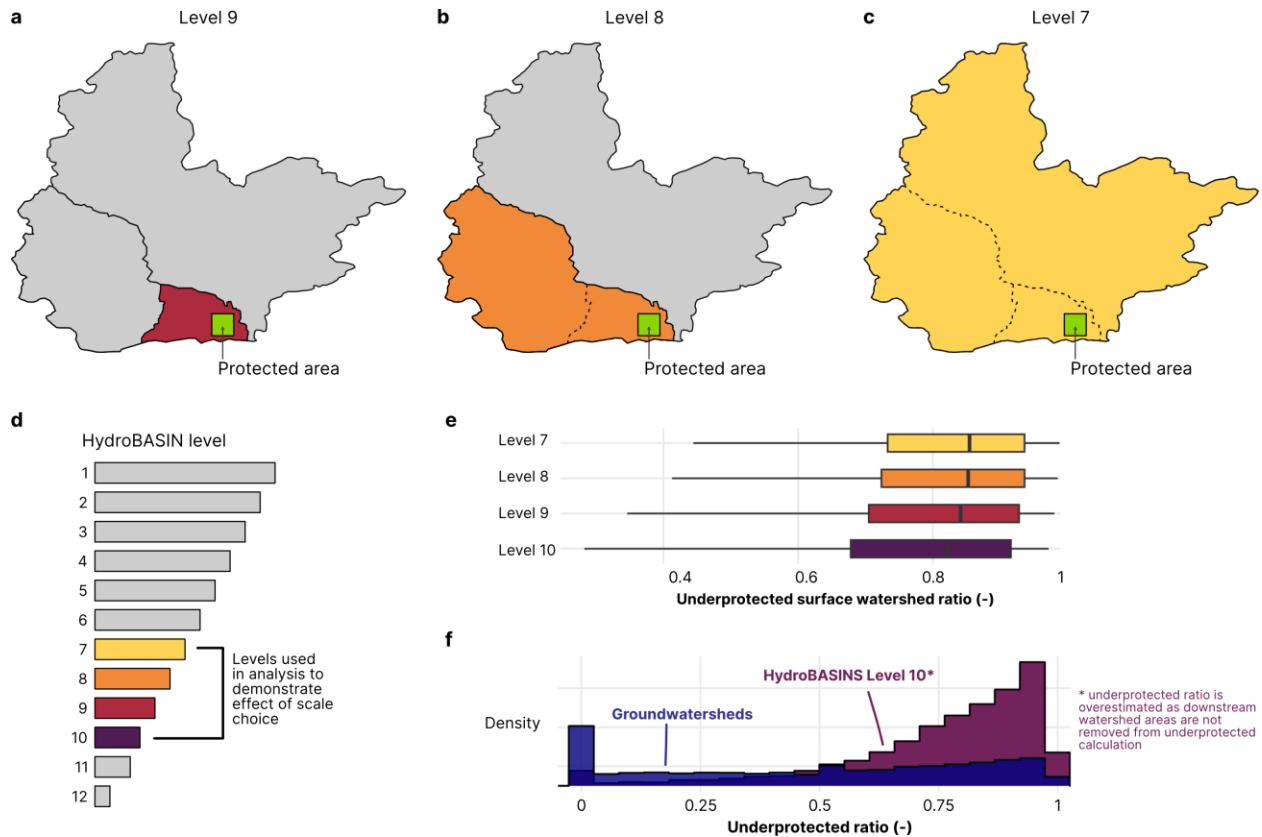 a
Level 9
Protected area
b
Level 8
Protected area
c
Level 7
Protected area
d
HydroBASIN level
1
2
3
4
5
6
7
8
9
10
11
12
Levels used
in analysis to
demonstrate
effect of scale
choice
e
Level 7
Level 8
Level 9
Level 10
0.4 0.6 0.8 1
Underprotected surface watershed ratio (-)
f
HydroBASINS Level 10*
Groundwatersheds
Density
* underprotected ratio is
overestimated as downstream
watershed areas are not
removed from underprotected
calculation
0 0.25 0.5 0.75 1
Underprotected ratio (-)